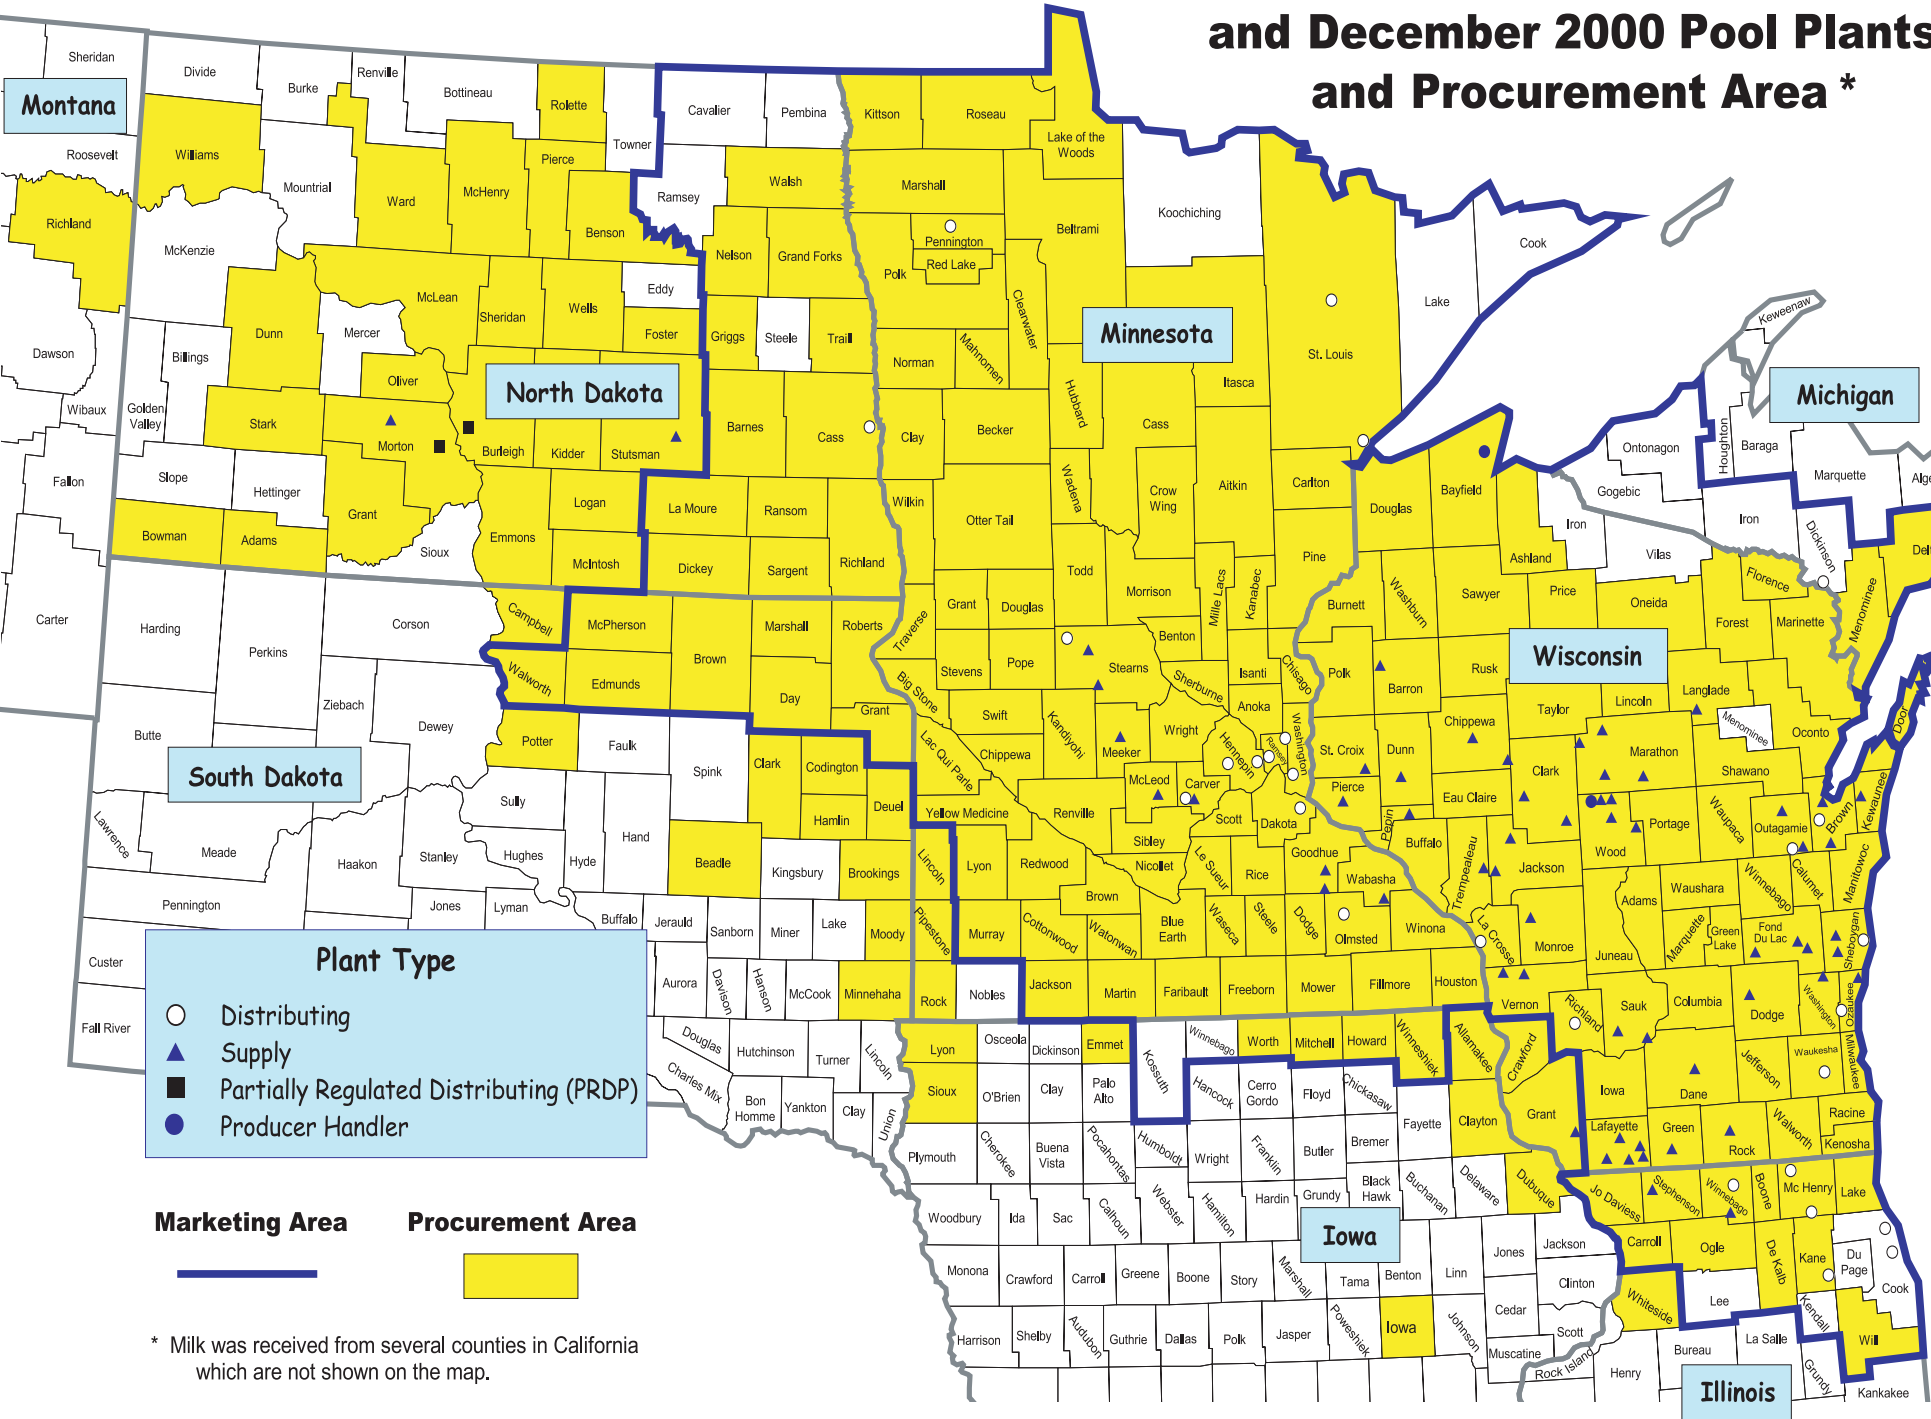 and December 2000 Pool Plants
and Procurement Area *
Montana
Sheridan
Roosevelt
Richland
Dawson
Wibaux
Fallon
Carter
North Dakota
Divide
Burke
Renville
Bottineau
Rolette
Towner
Cavalier
Pembina
Williams
Mountrial
Ward
McHenry
Pierce
Benson
Ramsey
Walsh
McKenzie
Dunn
McLean
Mercer
Oliver
Sheridan
Wells
Eddy
Foster
Nelson
Grand Forks
Griggs
Steele
Traill
Billings
Golden
Valley
Stark
Morton
Burleigh
Kidder
Stutsman
Barnes
Cass
Slope
Hettinger
Grant
Bowman
Adams
Sioux
Emmons
Logan
McIntosh
La Moure
Ransom
Dickey
Sargent
Richland
Minnesota
Kittson
Roseau
Lake of the
Woods
Marshall
Pennington
Red Lake
Polk
Beltrami
Koochiching
Clearwater
Norman
Mahnomen
Itasca
St. Louis
Lake
Cook
Clay
Becker
Hubbard
Cass
Wilkin
Otter Tail
Wadena
Crow
Wing
Aitkin
Carlton
Todd
Morrison
Mille Lacs
Kanabec
Pine
Grant
Douglas
Traverse
Stevens
Pope
Stearns
Benton
Sherburne
Isanti
Chisago
Anoka
Big Stone
Swift
Kandiyohi
Meeker
Wright
Hennepin
Ramsey
Washington
Lac Qui Parle
Chippewa
McLeod
Carver
Yellow Medicine
Renville
Scott
Dakota
Sibley
Lincoln
Lyon
Redwood
Nicollet
Le Sueur
Rice
Goodhue
Wabasha
Pipestone
Murray
Cottonwood
Brown
Watonwan
Blue
Earth
Waseca
Steele
Dodge
Olmsted
Winona
Rock
Nobles
Jackson
Martin
Faribault
Freeborn
Mower
Fillmore
Houston
Michigan
Keweenaw
Houghton
Ontonagon
Baraga
Marquette
Gogebic
Iron
Dickinson
Menominee
Wisconsin
Douglas
Bayfield
Ashland
Iron
Vilas
Florence
Burnett
Washburn
Sawyer
Price
Oneida
Forest
Marinette
Polk
Barron
Rusk
Taylor
Lincoln
Langlade
Menominee
Oconto
Door
St. Croix
Dunn
Chippewa
Marathon
Shawano
Pierce
Pepin
Eau Claire
Clark
Buffalo
Trempealeau
Jackson
Wood
Portage
Waupaca
Outagamie
Brown
Kewaunee
Adams
Waushara
Winnebago
Calumet
Manitowoc
La Crosse
Monroe
Juneau
Marquette
Green
Lake
Fond
Du Lac
Sheboygan
Vernon
Richland
Sauk
Columbia
Dodge
Washington
Ozaukee
Crawford
Grant
Iowa
Dane
Jefferson
Waukesha
Milwaukee
Lafayette
Green
Rock
Walworth
Racine
Kenosha
South Dakota
Harding
Perkins
Corson
Campbell
McPherson
Brown
Marshall
Roberts
Walworth
Edmunds
Day
Grant
Butte
Ziebach
Dewey
Potter
Faulk
Spink
Clark
Codington
Hamlin
Deuel
Lawrence
Meade
Haakon
Stanley
Sully
Hughes
Hyde
Hand
Beadle
Kingsbury
Brookings
Pennington
Jones
Lyman
Buffalo
Jerauld
Sanborn
Miner
Lake
Moody
Custer
Fall River
Aurora
Davison
Hanson
McCook
Minnehaha
Douglas
Charles Mix
Hutchinson
Turner
Lincoln
Bon
Homme
Yankton
Clay
Union
Iowa
Lyon
Osceola
Dickinson
Emmet
Kossuth
Winnebago
Worth
Mitchell
Howard
Winneshiek
Allamakee
Sioux
O'Brien
Clay
Palo
Alto
Hancock
Cerro
Gordo
Floyd
Chickasaw
Fayette
Clayton
Plymouth
Cherokee
Buena
Vista
Pocahontas
Humboldt
Wright
Franklin
Butler
Bremer
Black
Hawk
Buchanan
Delaware
Dubuque
Woodbury
Ida
Sac
Calhoun
Webster
Hamilton
Hardin
Grundy
Monona
Crawford
Carroll
Greene
Boone
Story
Marshall
Tama
Benton
Linn
Jones
Jackson
Clinton
Cedar
Scott
Harrison
Shelby
Audubon
Guthrie
Dallas
Polk
Jasper
Poweshiek
Iowa
Johnson
Muscatine
Illinois
Jo Daviess
Stephenson
Winnebago
Boone
Mc Henry
Lake
Carroll
Ogle
De Kalb
Kane
Du
Page
Cook
Whiteside
Lee
Kendall
Will
Rock Island
Henry
Bureau
La Salle
Grundy
Kankakee
Plant Type
Distributing
Supply
Partially Regulated Distributing (PRDP)
Producer Handler
Marketing Area
Procurement Area
* Milk was received from several counties in California
which are not shown on the map.